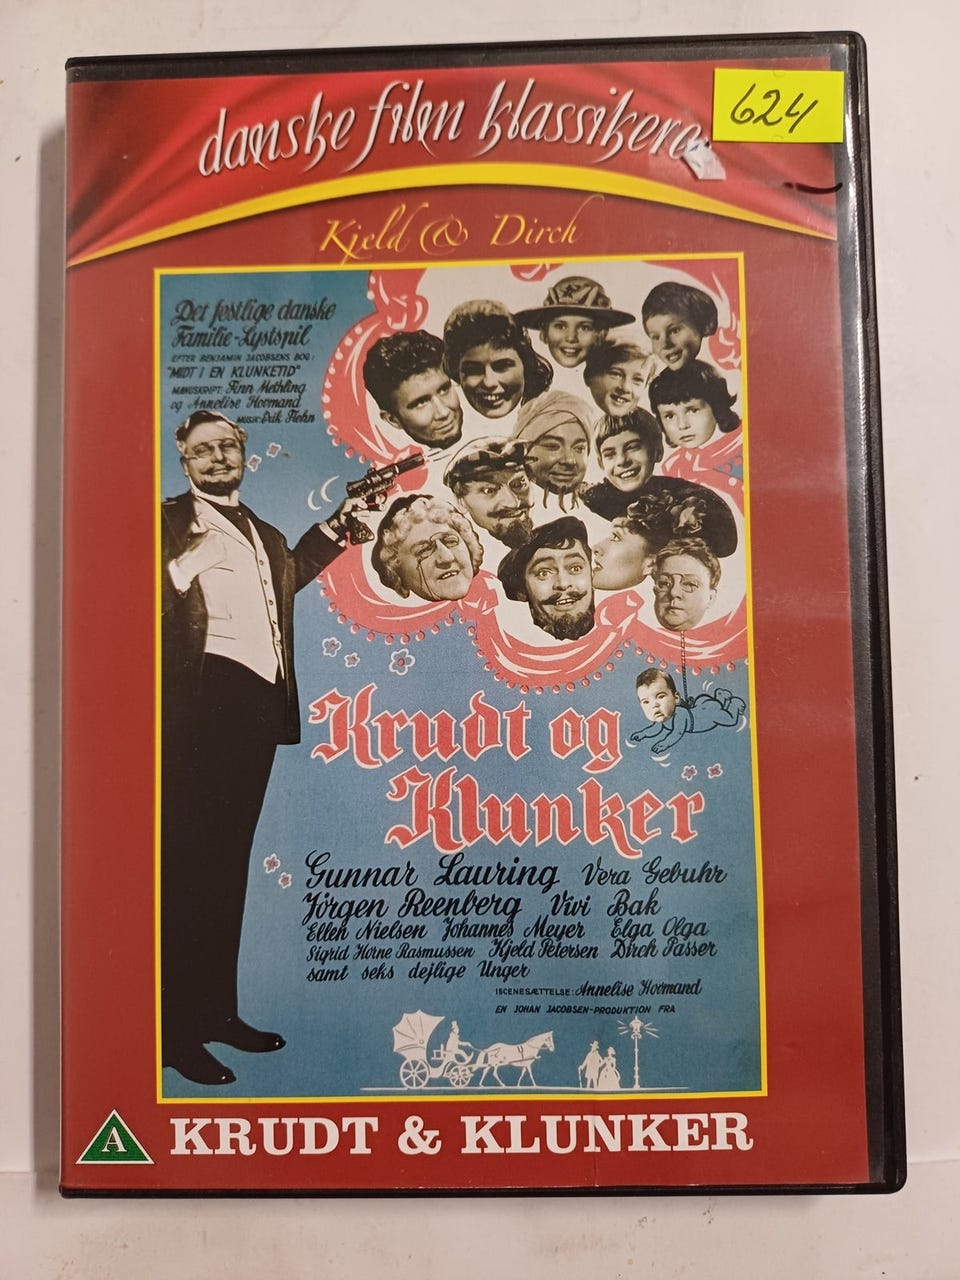 danske film klassikere
624
Kjeld & Dirch
Det festlige danske
Familie-Lystspil
EFTER BENJAMIN JACOBSENS BOG:
"MIDT I EN KLUNKETID"
MANUSKRIPT: Finn Methling
og Annelise Hovmand
MUSIK: Erik Fiehn
Krudt og
Klunker
Gunnar Lauring Vera Gebuhr
Jörgen Reenberg Vivi Bak
Ellen Nielsen Johannes Meyer Elga Olga
Sigrid Horne Rasmussen Kjeld Petersen Dirch Passer
samt seks dejlige Unger
ISCENESÆTTELSE: Annelise Hovmand
EN JOHAN JACOBSEN-PRODUKTION FRA
A KRUDT & KLUNKER